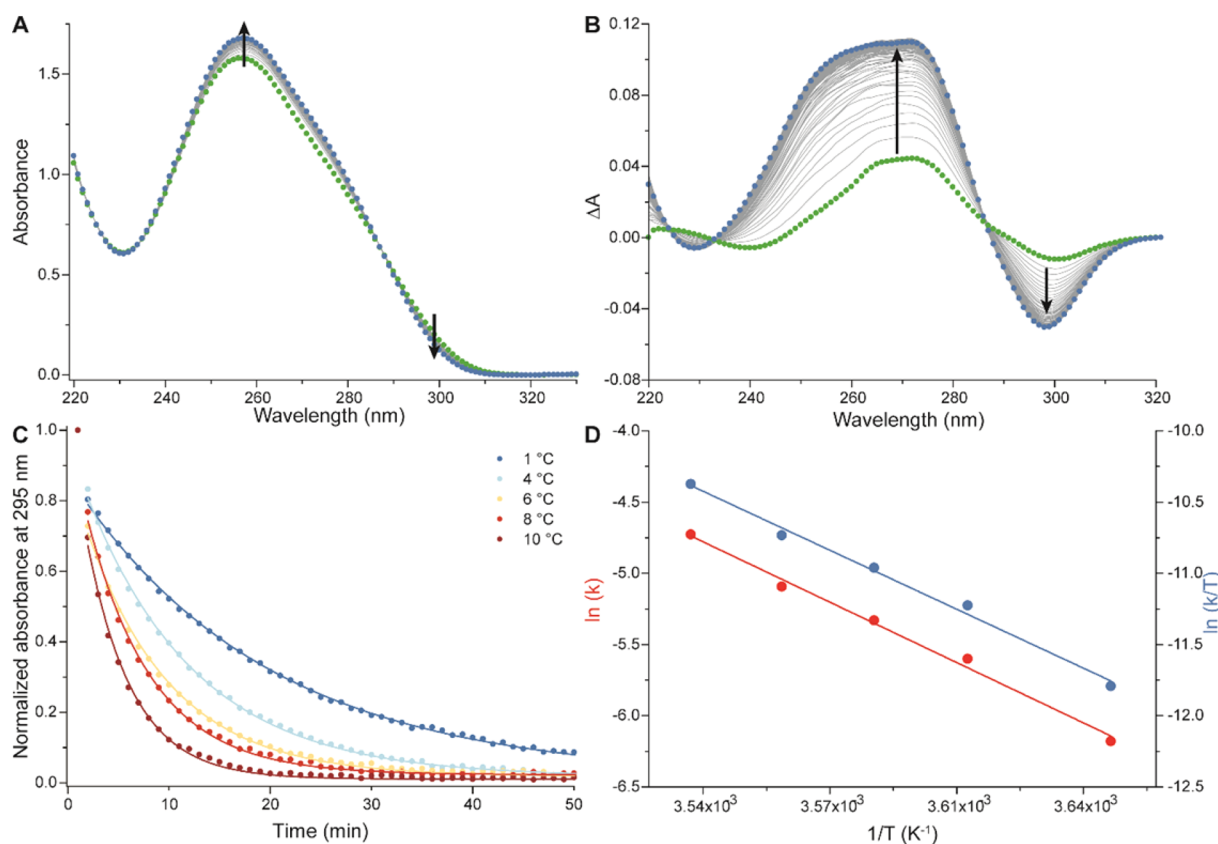 A
Absorbance
1.5
1.0
0.5
0.0
220 240 260 280 300 320
Wavelength (nm)
B
ΔA
0.12
0.08
0.04
0.00
-0.04
-0.08
220 240 260 280 300 320
Wavelength (nm)
C
Normalized absorbance at 295 nm
1.0
0.8
0.6
0.4
0.2
0.0
1 °C
4 °C
6 °C
8 °C
10 °C
0 10 20 30 40 50
Time (min)
D
ln (k)
-4.0
-4.5
-5.0
-5.5
-6.0
-6.5
-10.0
-10.5
-11.0
-11.5
-12.0
-12.5
ln (k/T)
3.54x10³ 3.57x10³ 3.61x10³ 3.64x10³
1/T (K⁻¹)